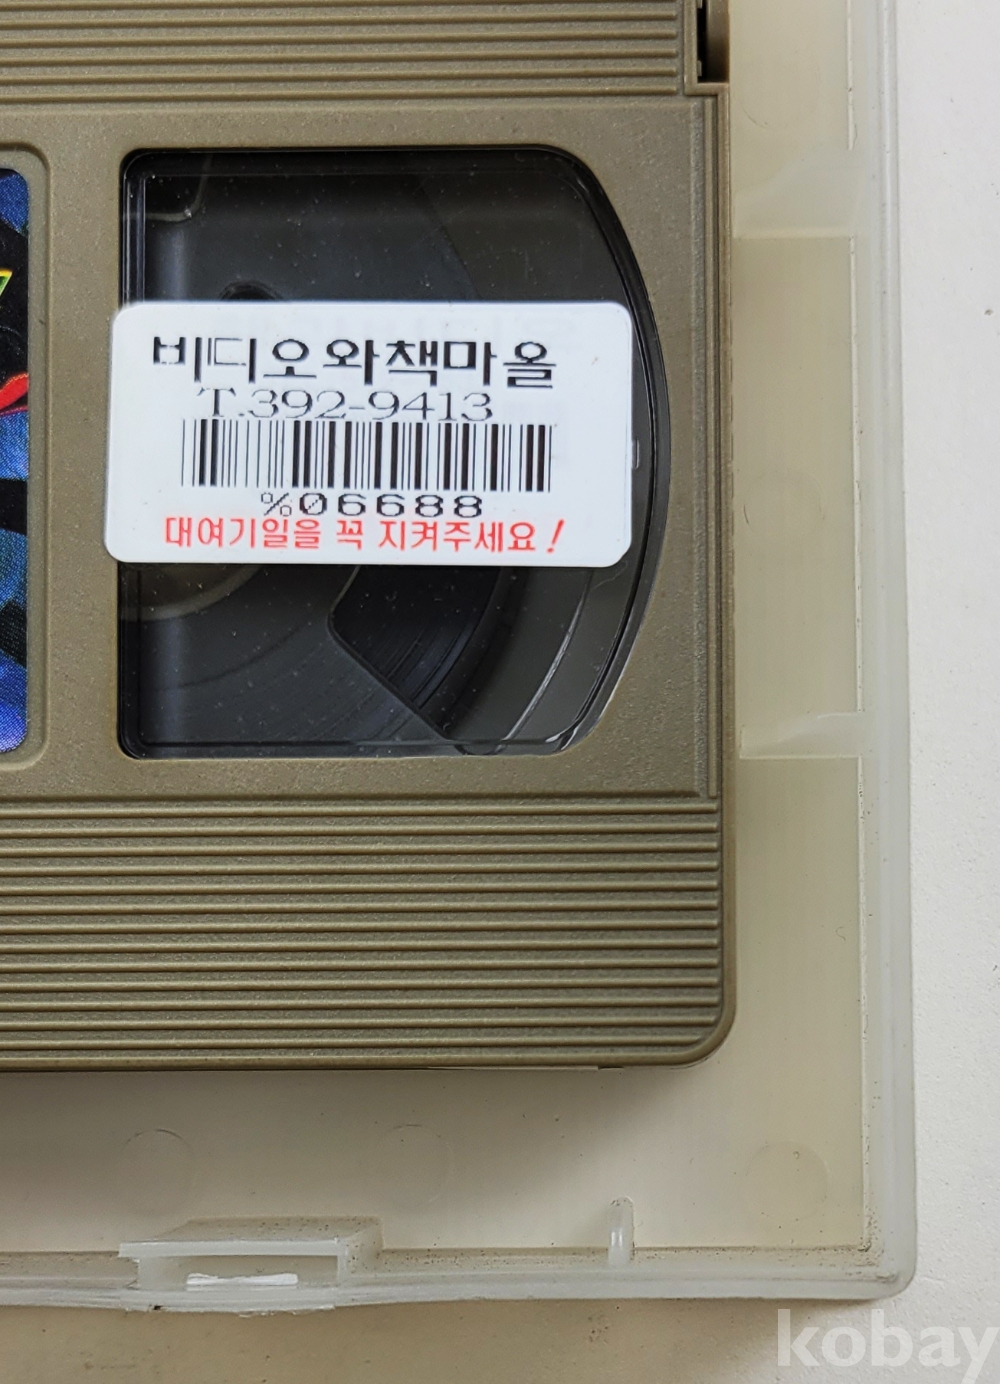 비디오와책마올
T.392-9413
%06688
대여기일을 꼭 지켜주세요!
kobay